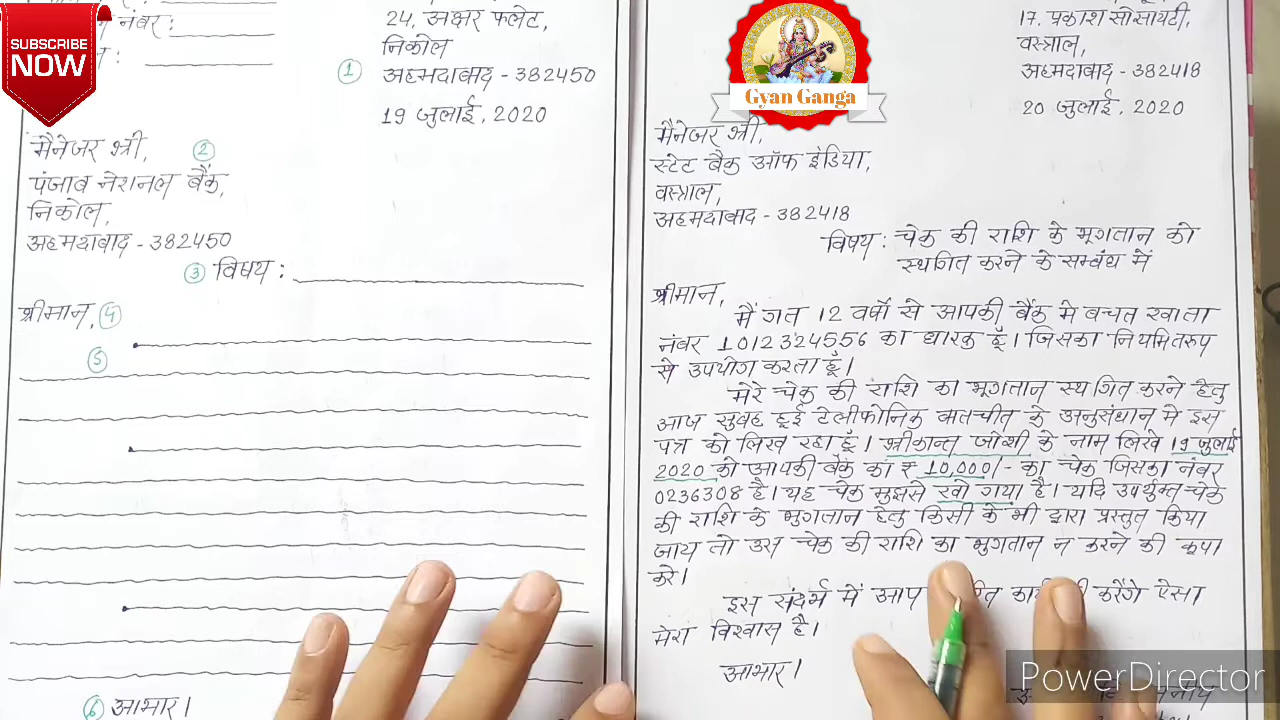 SUBSCRIBE
NOW
नंबर :
24, अक्षर फ्लेट,
निकोल
① अहमदाबाद - 382450
19 जुलाई, 2020
मैनेजर श्री, ②
पंजाब नेशनल बैंक,
निकोल,
अहमदाबाद - 382450
③ विषय :
श्रीमान, ④
⑤
⑥ आभार।
Gyan Ganga
17, प्रकाश सोसायटी,
वस्त्राल,
अहमदाबाद - 382418
20 जुलाई, 2020
मैनेजर श्री,
स्टेट बैंक ऑफ इंडिया,
वस्त्राल,
अहमदाबाद - 382418
विषय : चेक की राशि के भूगतान को
स्थगित करने के सम्बंध में
श्रीमान,
मैं गत 12 वर्षों से आपकी बैंक मे बचत खाता
नंबर 1012324556 का धारक हूँ। जिसका नियमितरूप
से उपयोग करता हूँ।
मेरे चेक की राशि का भूगतान स्थगित करने हेतु
आज सुबह हूई टेलीफोनिक बातचीत के अनुसंधान मे इस
पत्र को लिख रहा हूँ। श्रीकान्त जोशी के नाम लिखे 19 जुलाई
2020 को आपकी बैंक का ₹ 10,000/- का चेक जिसका नंबर
0236308 है। यह चेक मुझसे खो गया है। यदि उपर्युक्त चेक
की राशि के भुगतान हेतु किसी के भी द्वारा प्रस्तुत किया
जाय तो उस चेक की राशि का भुगतान न करने की कृपा
करे।
इस संदर्भ में आप करेंगे ऐसा
मेरा विश्वास है।
आभार।
PowerDirector